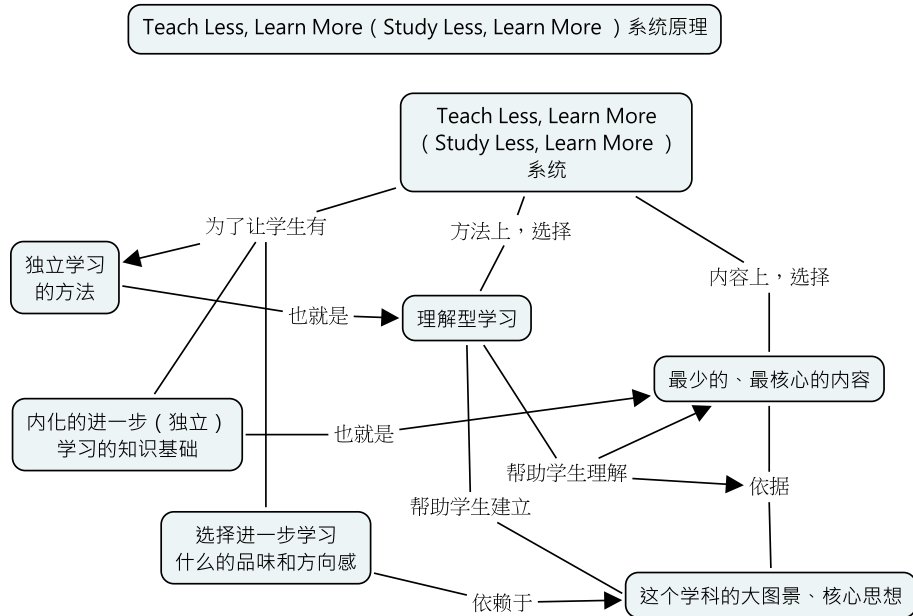 Teach Less, Learn More ( Study Less, Learn More ) 系统原理
Teach Less, Learn More
( Study Less, Learn More )
系统
为了让学生有
方法上，选择
内容上，选择
独立学习
的方法
也就是
理解型学习
最少的、最核心的内容
内化的进一步（独立）
学习的知识基础
也就是
帮助学生理解
依据
帮助学生建立
选择进一步学习
什么的品味和方向感
依赖于
这个学科的大图景、核心思想